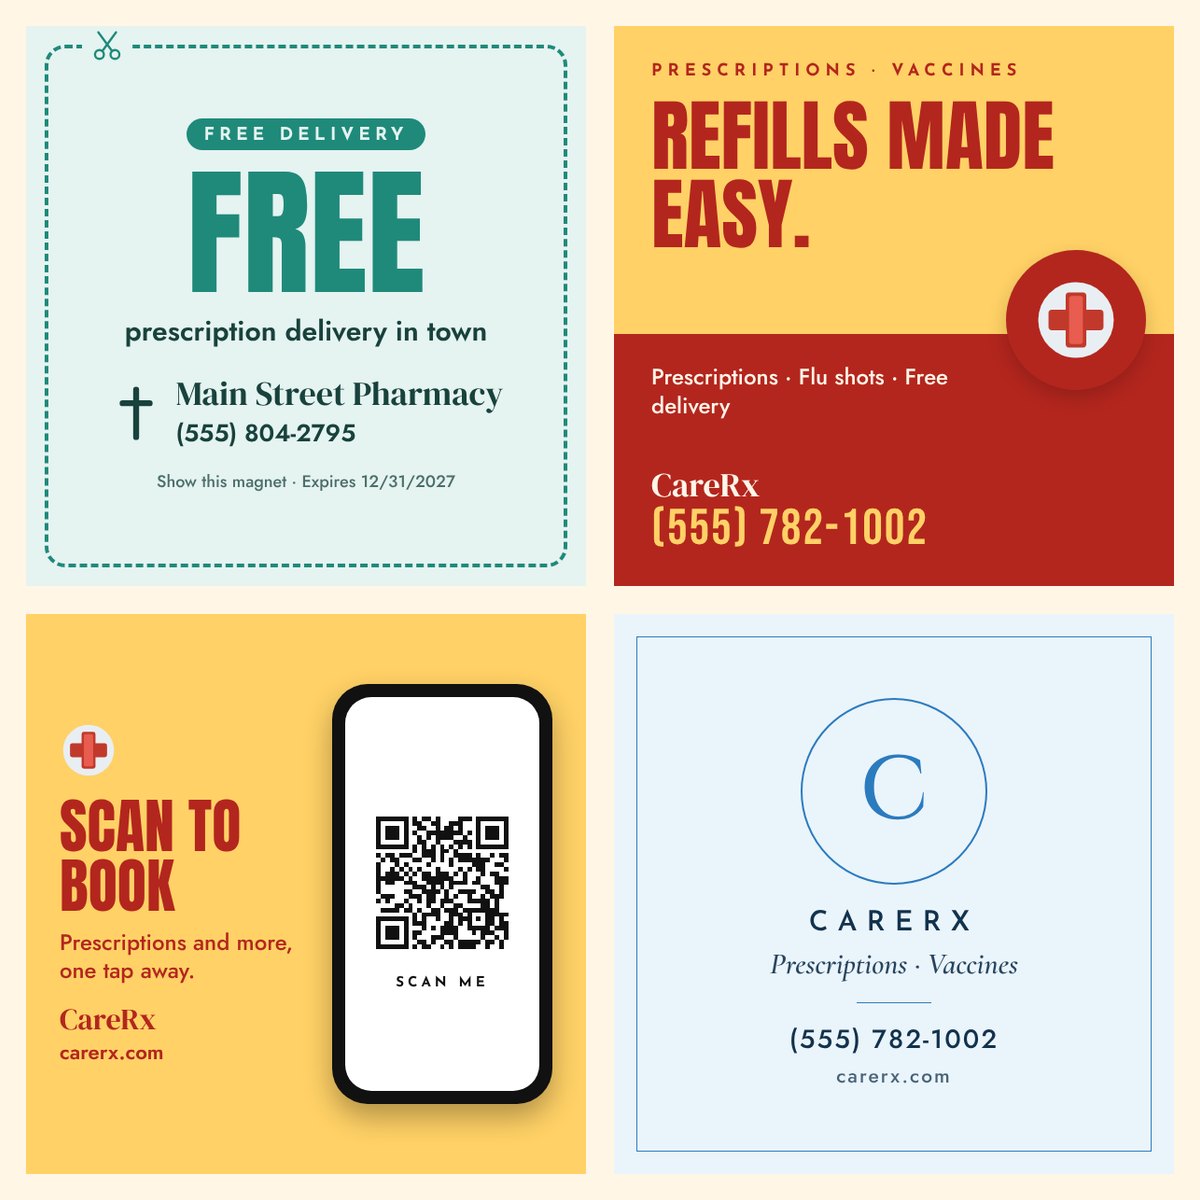 FREE DELIVERY
FREE
prescription delivery in town
Main Street Pharmacy
(555) 804-2795
Show this magnet · Expires 12/31/2027
PRESCRIPTIONS · VACCINES
REFILLS MADE
EASY.
Prescriptions · Flu shots · Free
delivery
CareRx
(555) 782-1002
SCAN TO
BOOK
Prescriptions and more,
one tap away.
CareRx
carerx.com
SCAN ME
C
CARERX
Prescriptions · Vaccines
(555) 782-1002
carerx.com